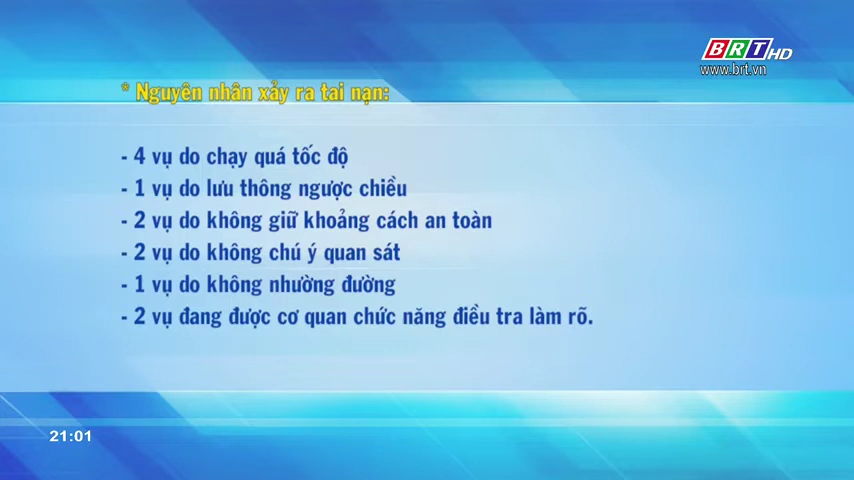 BRT HD
www.brt.vn
* Nguyên nhân xảy ra tai nạn:
- 4 vụ do chạy quá tốc độ
- 1 vụ do lưu thông ngược chiều
- 2 vụ do không giữ khoảng cách an toàn
- 2 vụ do không chú ý quan sát
- 1 vụ do không nhường đường
- 2 vụ đang được cơ quan chức năng điều tra làm rõ.
21:01